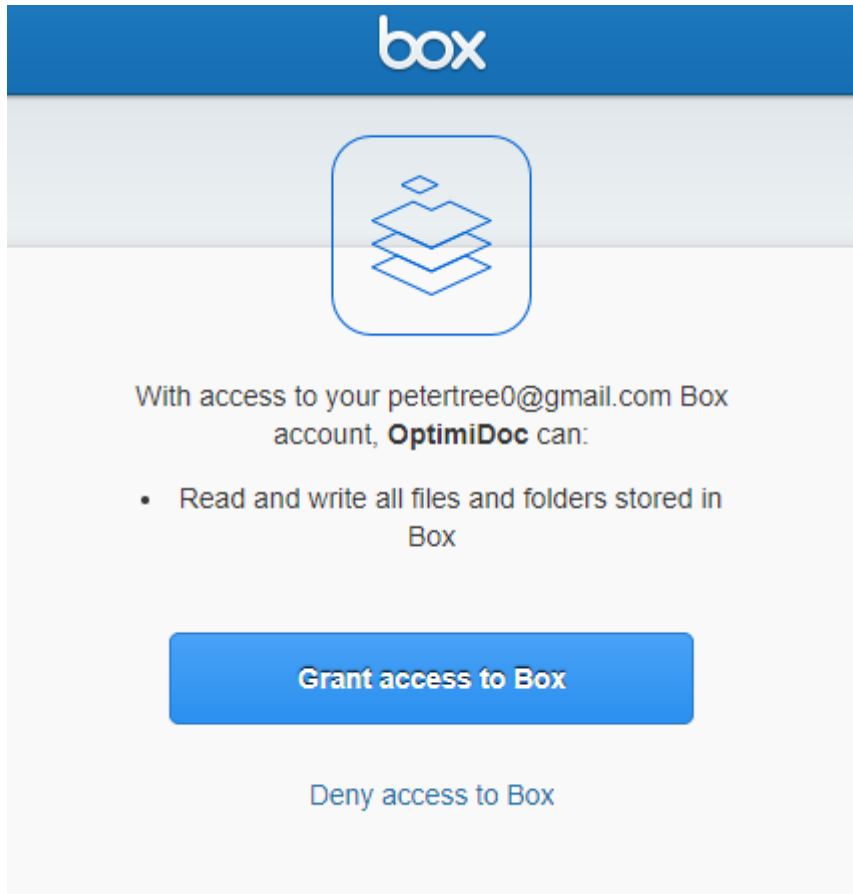 box
With access to your petertree0@gmail.com Box
account, OptimiDoc can:
• Read and write all files and folders stored in
Box
Grant access to Box
Deny access to Box